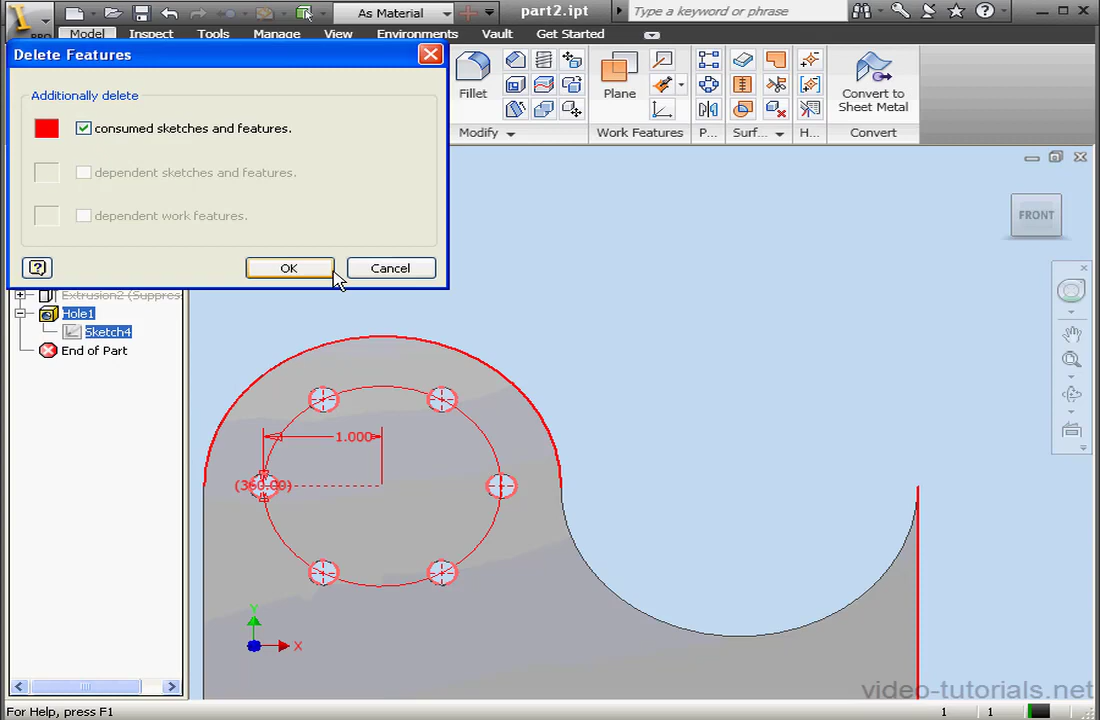 PRO
As Material
part2.ipt
Type a keyword or phrase
Model
Inspect
Tools
Manage
View
Environments
Vault
Get Started
Delete Features
Additionally delete
consumed sketches and features.
dependent sketches and features.
dependent work features.
OK
Cancel
Fillet
Plane
Convert to
Sheet Metal
Modify
Work Features
P...
Surf...
H...
Convert
FRONT
Extrusion2 (Suppress
Hole1
Sketch4
End of Part
1.000
(360.00)
Y
X
video-tutorials.net
For Help, press F1
1
1